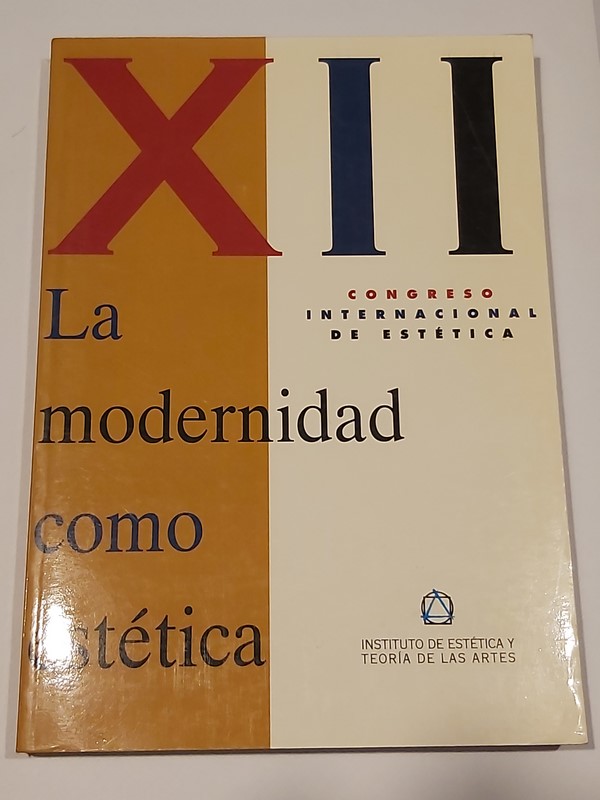 XII
CONGRESO
INTERNACIONAL
DE ESTÉTICA
La
modernidad
como
estética
INSTITUTO DE ESTÉTICA Y
TEORÍA DE LAS ARTES